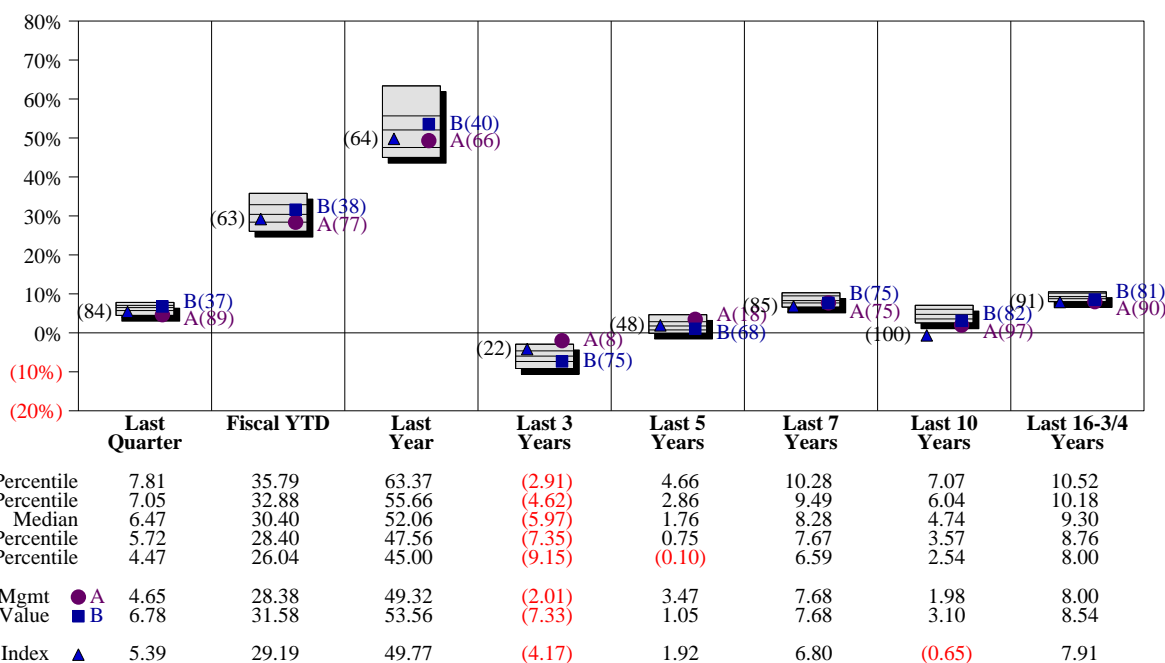 80%
70%
60%
50%
40%
30%
20%
10%
0%
(10%)
(20%)
(84) B(37) A(89)
(63) B(38) A(77)
(64) B(40) A(66)
(22) A(8) B(75)
(48) A(18) B(68)
(85) B(75) A(75)
(100) B(82) A(97)
(91) B(81) A(90)
Last Fiscal YTD Last Last 3 Last 5 Last 7 Last 10 Last 16-3/4
Quarter Year Years Years Years Years Years
Percentile 7.81 35.79 63.37 (2.91) 4.66 10.28 7.07 10.52
Percentile 7.05 32.88 55.66 (4.62) 2.86 9.49 6.04 10.18
Median 6.47 30.40 52.06 (5.97) 1.76 8.28 4.74 9.30
Percentile 5.72 28.40 47.56 (7.35) 0.75 7.67 3.57 8.76
Percentile 4.47 26.04 45.00 (9.15) (0.10) 6.59 2.54 8.00
Mgmt A 4.65 28.38 49.32 (2.01) 3.47 7.68 1.98 8.00
Value B 6.78 31.58 53.56 (7.33) 1.05 7.68 3.10 8.54
Index 5.39 29.19 49.77 (4.17) 1.92 6.80 (0.65) 7.91